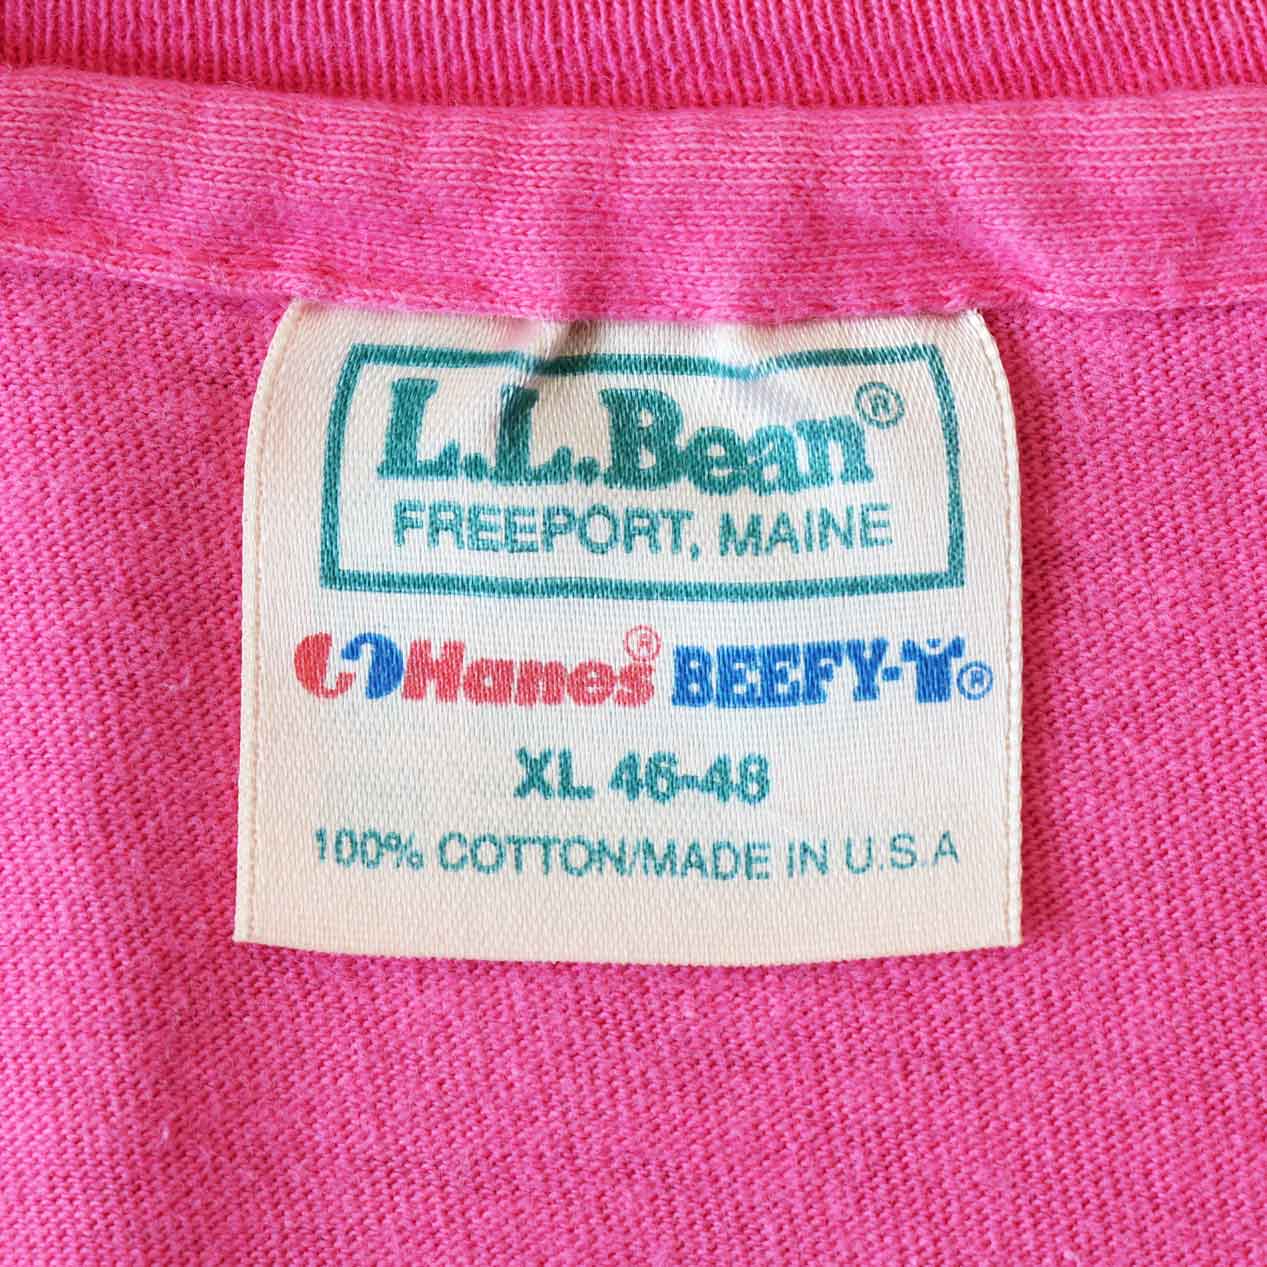 L.L.Bean®
FREEPORT, MAINE
Hanes® BEEFY-T®
XL 46-48
100% COTTON/MADE IN U.S.A